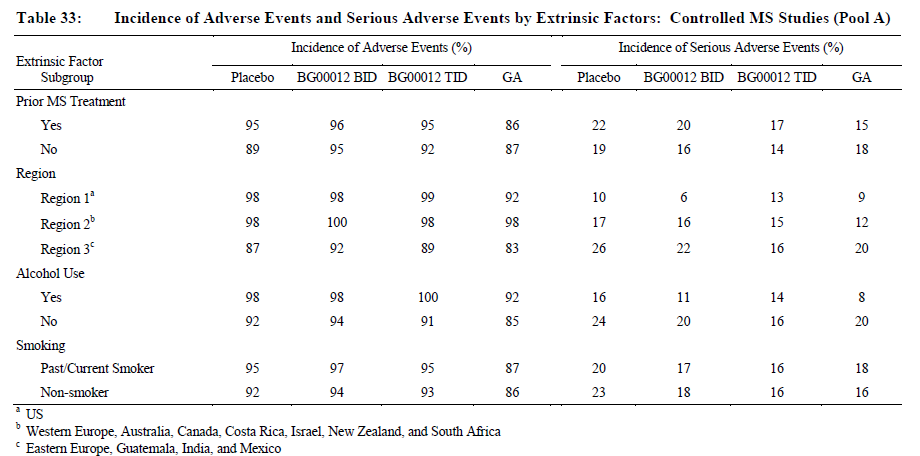 Table 33: Incidence of Adverse Events and Serious Adverse Events by Extrinsic Factors: Controlled MS Studies (Pool A)
Incidence of Adverse Events (%) Incidence of Serious Adverse Events (%)
Extrinsic Factor
Subgroup Placebo BG00012 BID BG00012 TID GA Placebo BG00012 BID BG00012 TID GA
Prior MS Treatment
Yes 95 96 95 86 22 20 17 15
No 89 95 92 87 19 16 14 18
Region
Region 1a 98 98 99 92 10 6 13 9
Region 2b 98 100 98 98 17 16 15 12
Region 3c 87 92 89 83 26 22 16 20
Alcohol Use
Yes 98 98 100 92 16 11 14 8
No 92 94 91 85 24 20 16 20
Smoking
Past/Current Smoker 95 97 95 87 20 17 16 18
Non-smoker 92 94 93 86 23 18 16 16
a US
b Western Europe, Australia, Canada, Costa Rica, Israel, New Zealand, and South Africa
c Eastern Europe, Guatemala, India, and Mexico